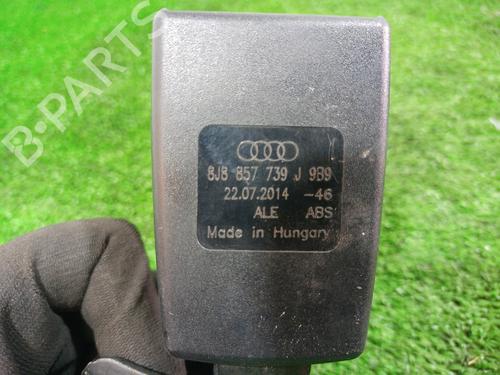 B-PARTS
8J8 857 739 J 9B9
22.07.2014 -46
ALE ABS
Made in Hungary